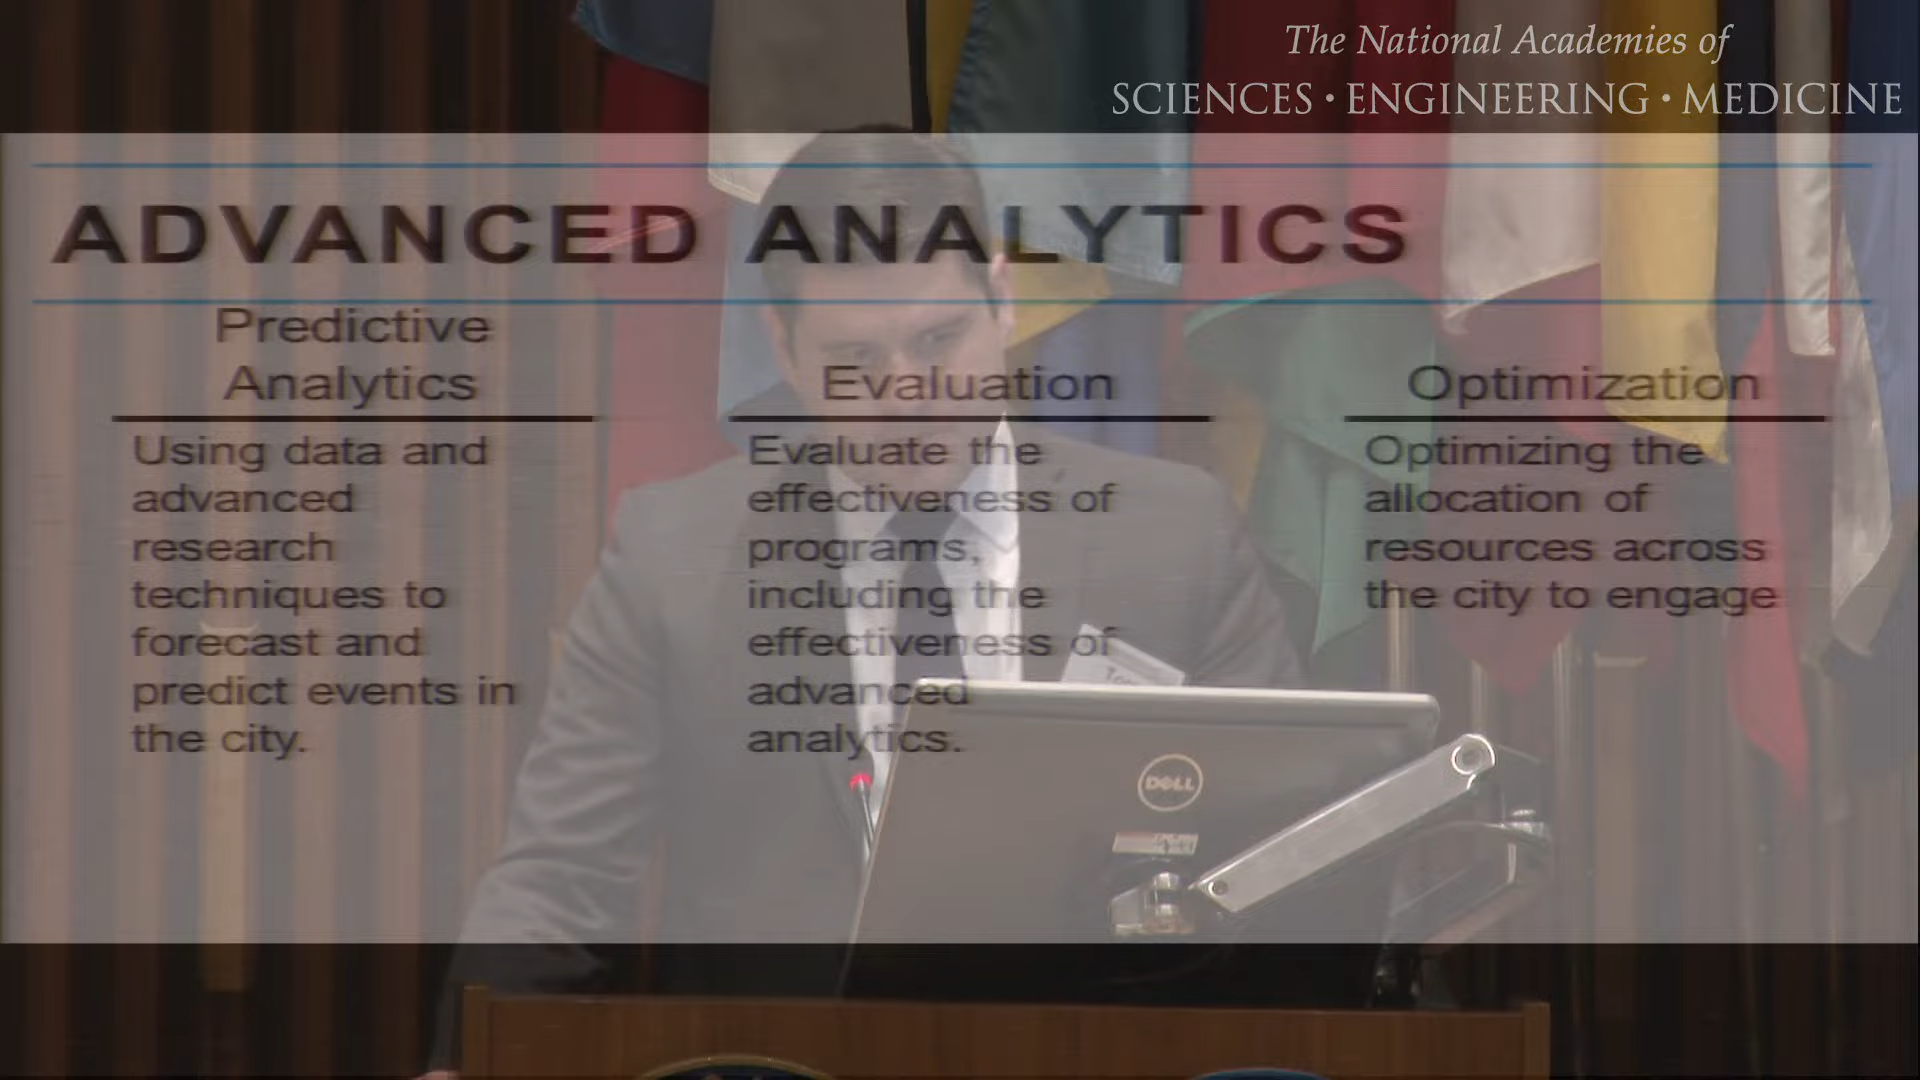 The National Academies of
SCIENCES • ENGINEERING • MEDICINE
ADVANCED ANALYTICS
Predictive
Analytics
Using data and
advanced
research
techniques to
forecast and
predict events in
the city.
Evaluation
Evaluate the
effectiveness of
programs,
including the
effectiveness of
advanced
analytics.
Optimization
Optimizing the
allocation of
resources across
the city to engage
DELL